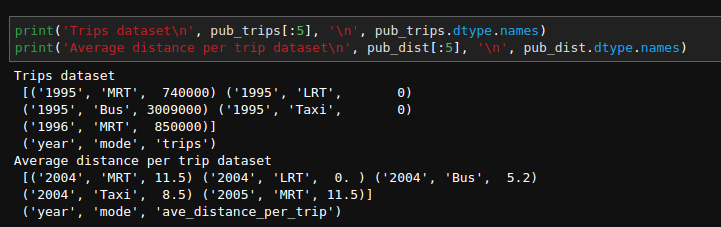 print('Trips dataset\n', pub_trips[:5], '\n', pub_trips.dtype.names)
print('Average distance per trip dataset\n', pub_dist[:5], '\n', pub_dist.dtype.names)
Trips dataset
 [('1995', 'MRT',  740000) ('1995', 'LRT',       0)
 ('1995', 'Bus', 3009000) ('1995', 'Taxi',       0)
 ('1996', 'MRT',  850000)]
 ('year', 'mode', 'trips')
Average distance per trip dataset
 [('2004', 'MRT', 11.5) ('2004', 'LRT',  0. ) ('2004', 'Bus',  5.2)
 ('2004', 'Taxi',  8.5) ('2005', 'MRT', 11.5)]
 ('year', 'mode', 'ave_distance_per_trip')